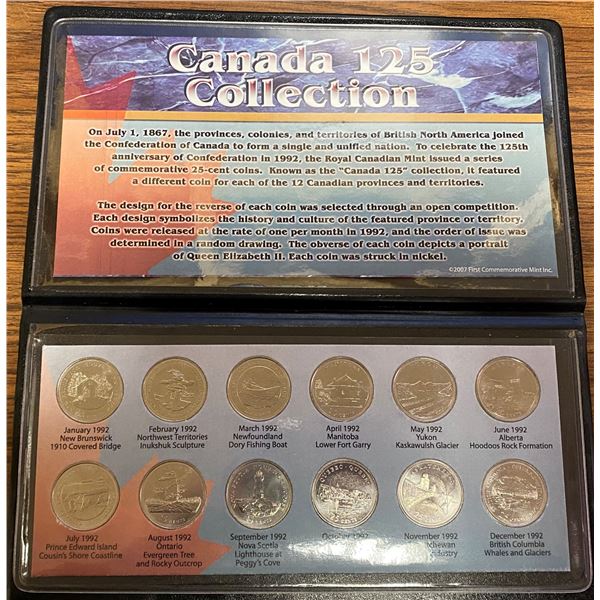 Canada 125
Collection
On July 1, 1867, the provinces, colonies, and territories of British North America joined
the Confederation of Canada to form a single and unified nation. To celebrate the 125th
anniversary of Confederation in 1992, the Royal Canadian Mint issued a series
of commemorative 25-cent coins. Known as the "Canada 125" collection, it featured
a different coin for each of the 12 Canadian provinces and territories.
The design for the reverse of each coin was selected through an open competition.
Each design symbolizes the history and culture of the featured province or territory.
Coins were released at the rate of one per month in 1992, and the order of issue was
determined in a random drawing. The obverse of each coin depicts a portrait
of Queen Elizabeth II. Each coin was struck in nickel.
©2007 First Commemorative Mint Inc.
January 1992
New Brunswick
1910 Covered Bridge
February 1992
Northwest Territories
Inukshuk Sculpture
March 1992
Newfoundland
Dory Fishing Boat
April 1992
Manitoba
Lower Fort Garry
May 1992
Yukon
Kaskawulsh Glacier
June 1992
Alberta
Hoodoos Rock Formation
July 1992
Prince Edward Island
Cousin's Shore Coastline
August 1992
Ontario
Evergreen Tree
and Rocky Outcrop
September 1992
Nova Scotia
Lighthouse at
Peggy's Cove
October 1992
November 1992
tchewan
dustry
December 1992
British Columbia
Whales and Glaciers